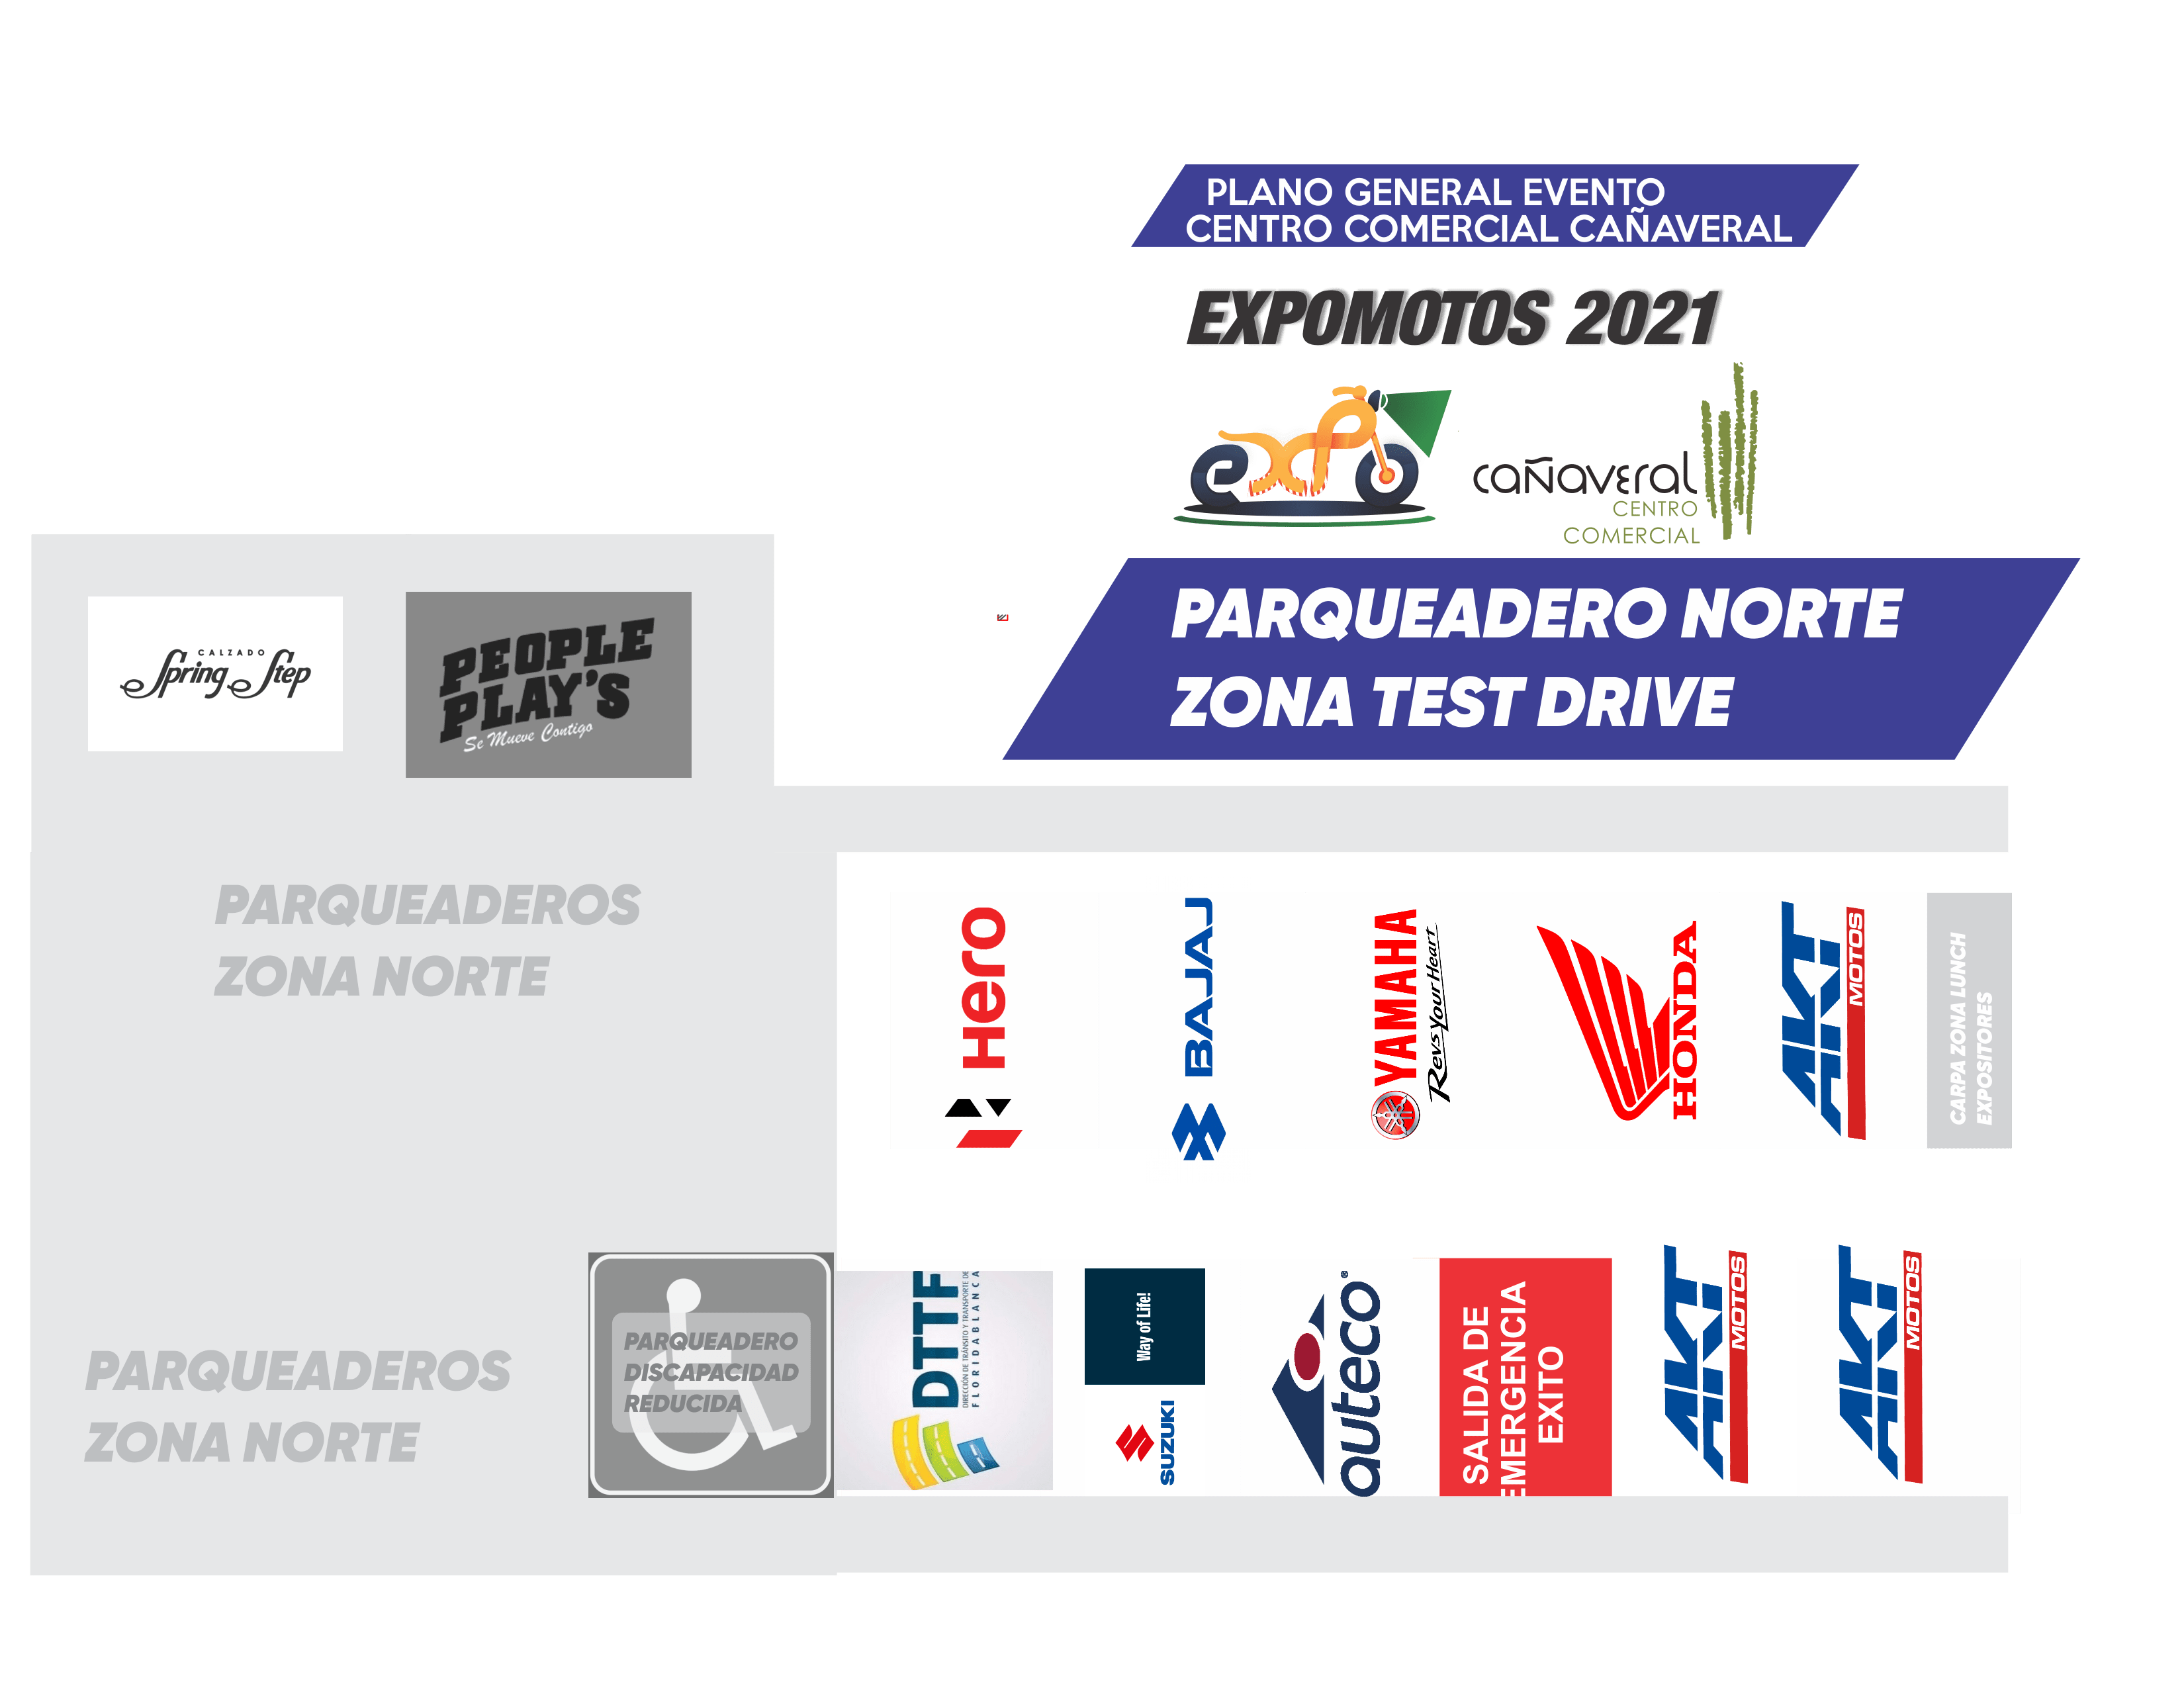 PLANO GENERAL EVENTO
CENTRO COMERCIAL CAÑAVERAL
EXPOMOTOS 2021
exPo
cañaveral
CENTRO
COMERCIAL
PARQUEADERO NORTE
ZONA TEST DRIVE
CALZADO
Spring Step
PEOPLE
PLAY'S
Se Mueve Contigo
PARQUEADEROS
ZONA NORTE
Hero
BAJAJ
YAMAHA
Revs Your Heart
HONDA
AKT
MOTOS
CARPA ZONA LUNCH
EXPOSITORES
PARQUEADEROS
ZONA NORTE
PARQUEADERO
DISCAPACIDAD
REDUCIDA
DTTF
DIRECCIÓN DE TRÁNSITO Y TRANSPORTE DE
FLORIDABLANCA
Way of Life!
SUZUKI
auteco®
SALIDA DE
EMERGENCIA
EXITO
AKT
MOTOS
AKT
MOTOS